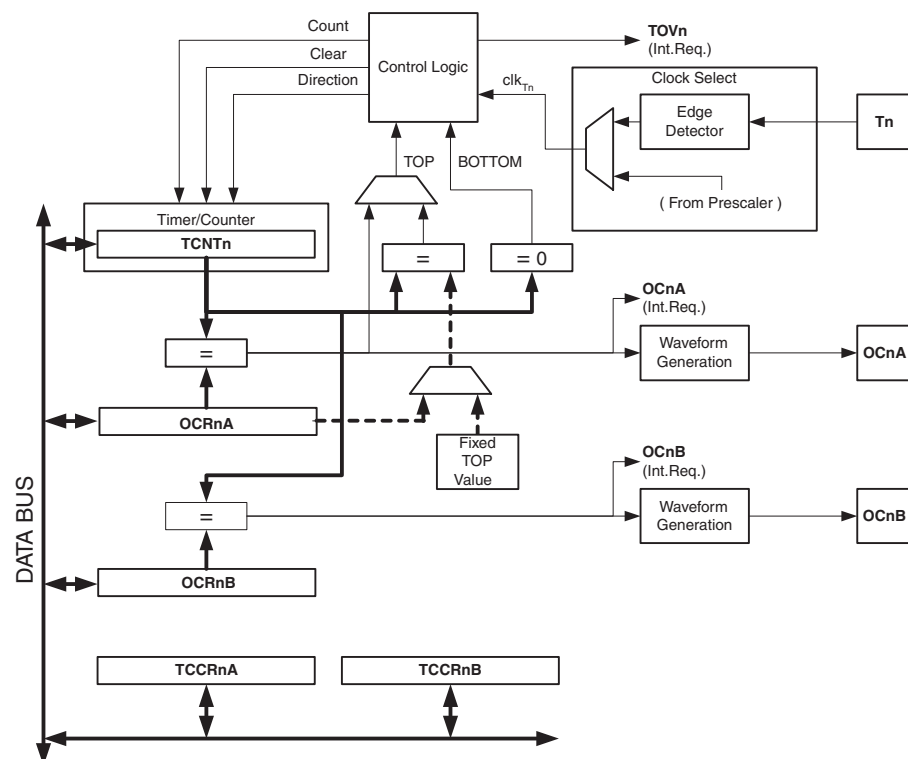 Count
Clear
Direction
Control Logic
TOVn
(Int.Req.)
clkTn
Clock Select
Edge
Detector
Tn
( From Prescaler )
TOP
BOTTOM
Timer/Counter
TCNTn
=
= 0
OCnA
(Int.Req.)
=
Waveform
Generation
OCnA
OCRnA
Fixed
TOP
Value
OCnB
(Int.Req.)
=
Waveform
Generation
OCnB
OCRnB
DATA BUS
TCCRnA
TCCRnB